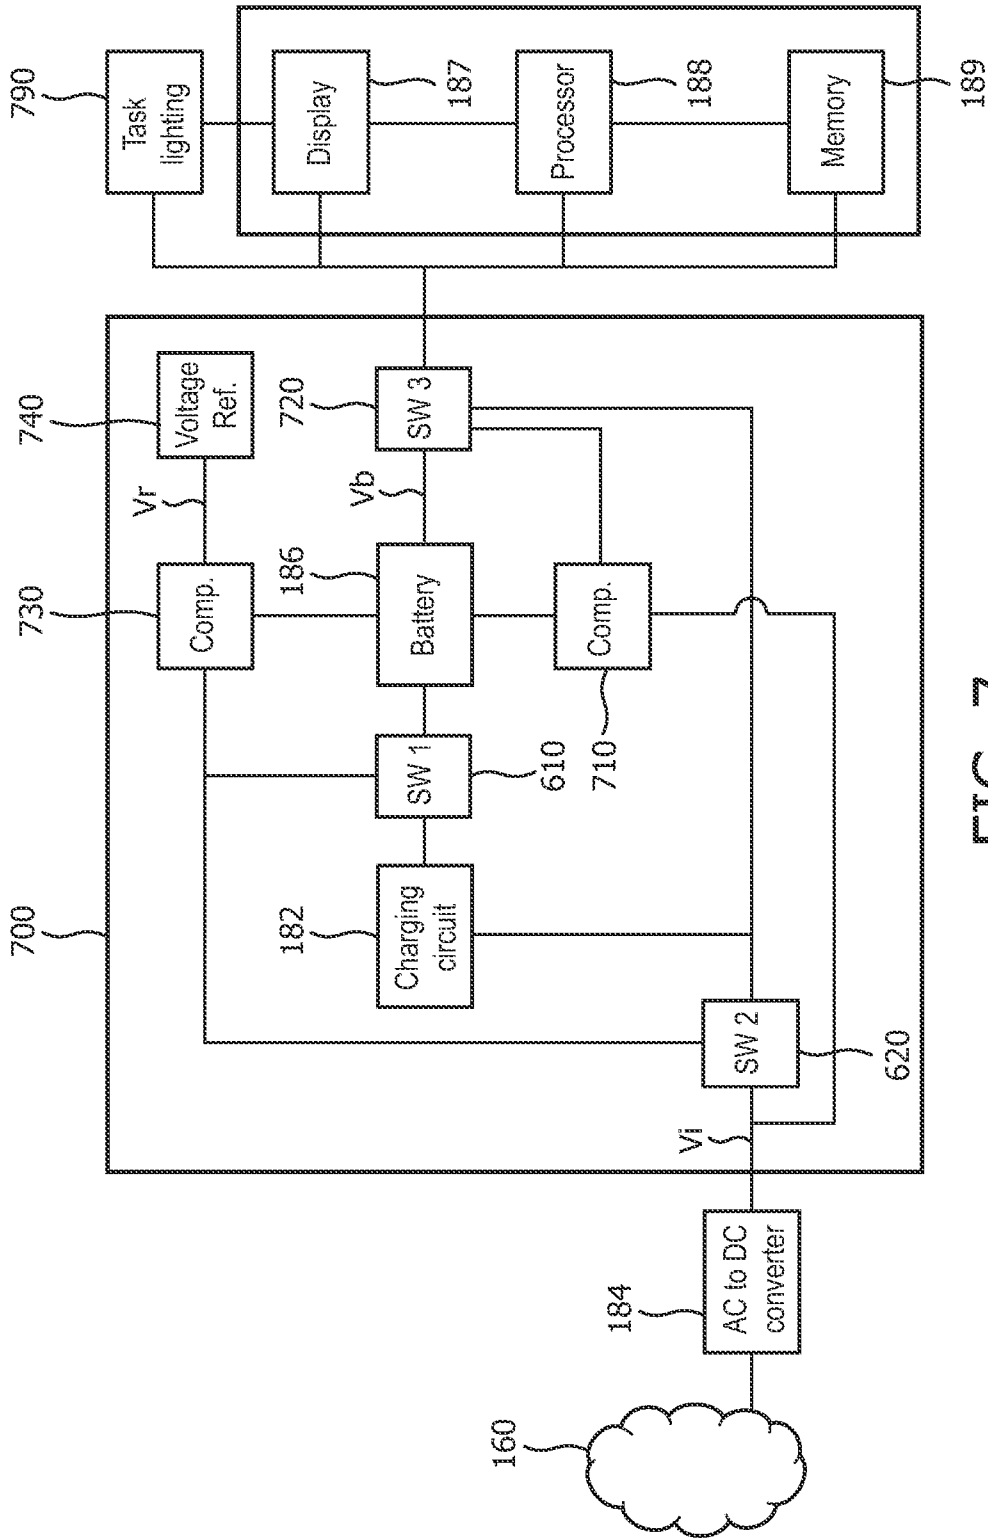 790
Task
lighting
Display
187
Processor
188
Memory
189
700
740
Voltage
Ref.
Vr
730
Comp.
720
SW 3
Vb
186
Battery
Comp.
710
SW 1
610
182
Charging
circuit
SW 2
620
Vi
184
AC to DC
converter
160
FIG. 7